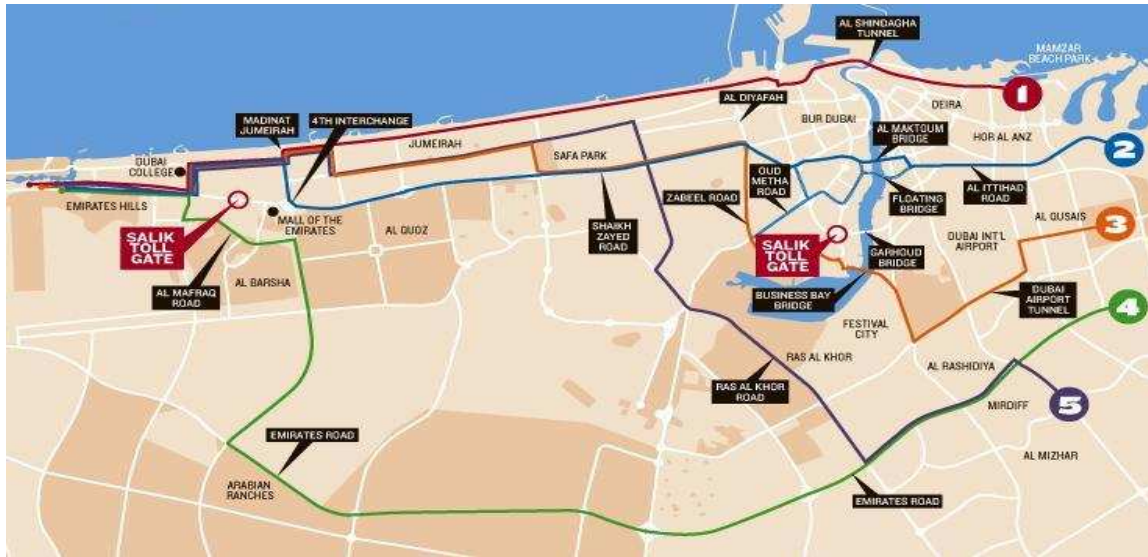 AL SHINDAGHA
TUNNEL
MAMZAR
BEACH PARK
1
DEIRA
AL DIYAFAH
BUR DUBAI
AL MAKTOUM
BRIDGE
HOR AL ANZ
2
MADINAT
JUMEIRAH
4TH INTERCHANGE
JUMEIRAH
SAFA PARK
DUBAI
COLLEGE
OUD
METHA
ROAD
ZABEEL ROAD
FLOATING
BRIDGE
AL ITTIHAD
ROAD
EMIRATES HILLS
MALL OF THE
EMIRATES
AL QUOZ
SHAIKH
ZAYED
ROAD
AL QUSAIS
3
SALIK
TOLL
GATE
SALIK
TOLL
GATE
DUBAI INT'L
AIRPORT
GARHOUD
BRIDGE
AL MAFRAQ
ROAD
AL BARSHA
BUSINESS BAY
BRIDGE
DUBAI
AIRPORT
TUNNEL
4
FESTIVAL
CITY
RAS AL KHOR
AL RASHIDIYA
RAS AL KHOR
ROAD
MIRDIFF
5
EMIRATES ROAD
AL MIZHAR
ARABIAN
RANCHES
EMIRATES ROAD